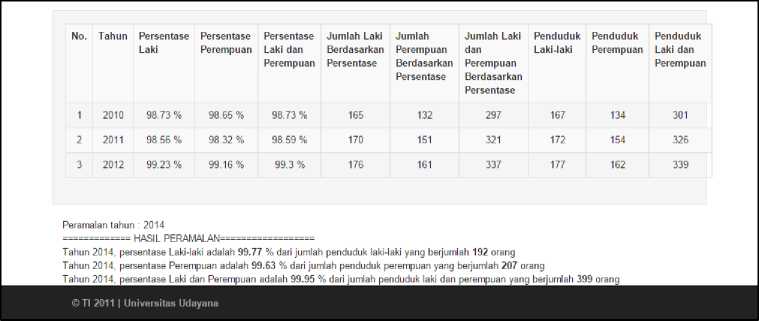 No. Tahun Persentase Laki Persentase Perempuan Persentase Laki dan Perempuan Jumlah Laki Berdasarkan Persentase Jumlah Perempuan Berdasarkan Persentase Jumlah Laki dan Perempuan Berdasarkan Persentase Penduduk Laki-laki Penduduk Perempuan Penduduk Laki dan Perempuan
1 2010 98.73 % 98.65 % 98.73 % 165 132 297 167 134 301
2 2011 98.56 % 98.32 % 98.59 % 170 151 321 172 154 326
3 2012 99.23 % 99.16 % 99.3 % 176 161 337 177 162 339
Peramalan tahun : 2014
============= HASIL PERAMALAN==================
Tahun 2014, persentase Laki-laki adalah 99.77 % dari jumlah penduduk laki-laki yang berjumlah 192 orang
Tahun 2014, persentase Perempuan adalah 99.63 % dari jumlah penduduk perempuan yang berjumlah 207 orang
Tahun 2014, persentase Laki dan Perempuan adalah 99.95 % dari jumlah penduduk laki dan perempuan yang berjumlah 399 orang
© TI 2011 | Universitas Udayana